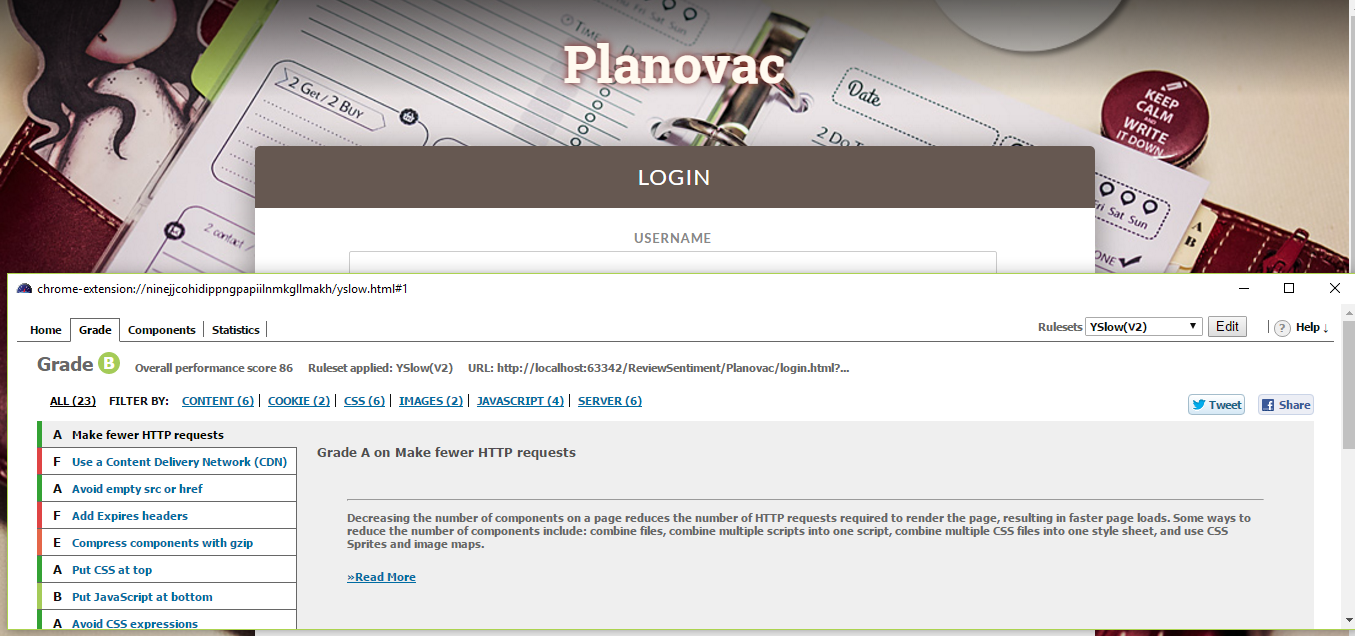 Time
Planovac
Date
2 Get / 2 Buy
KEEP
CALM
AND
WRITE
IT DOWN
LOGIN
Fri Sat Sun
2 contact /
USERNAME
A
B
chrome-extension://ninejjcohidippngpapiilnmkgllmakh/yslow.html#1
Home Grade Components Statistics Rulesets YSlow(V2) Edit ? Help ↓
Grade B Overall performance score 86 Ruleset applied: YSlow(V2) URL: http://localhost:63342/ReviewSentiment/Planovac/login.html?...
ALL (23) FILTER BY: CONTENT (6) | COOKIE (2) | CSS (6) | IMAGES (2) | JAVASCRIPT (4) | SERVER (6)
Tweet Share
A Make fewer HTTP requests
F Use a Content Delivery Network (CDN)
A Avoid empty src or href
F Add Expires headers
E Compress components with gzip
A Put CSS at top
B Put JavaScript at bottom
A Avoid CSS expressions
Grade A on Make fewer HTTP requests
Decreasing the number of components on a page reduces the number of HTTP requests required to render the page, resulting in faster page loads. Some ways to
reduce the number of components include: combine files, combine multiple scripts into one script, combine multiple CSS files into one style sheet, and use CSS
Sprites and image maps.
»Read More